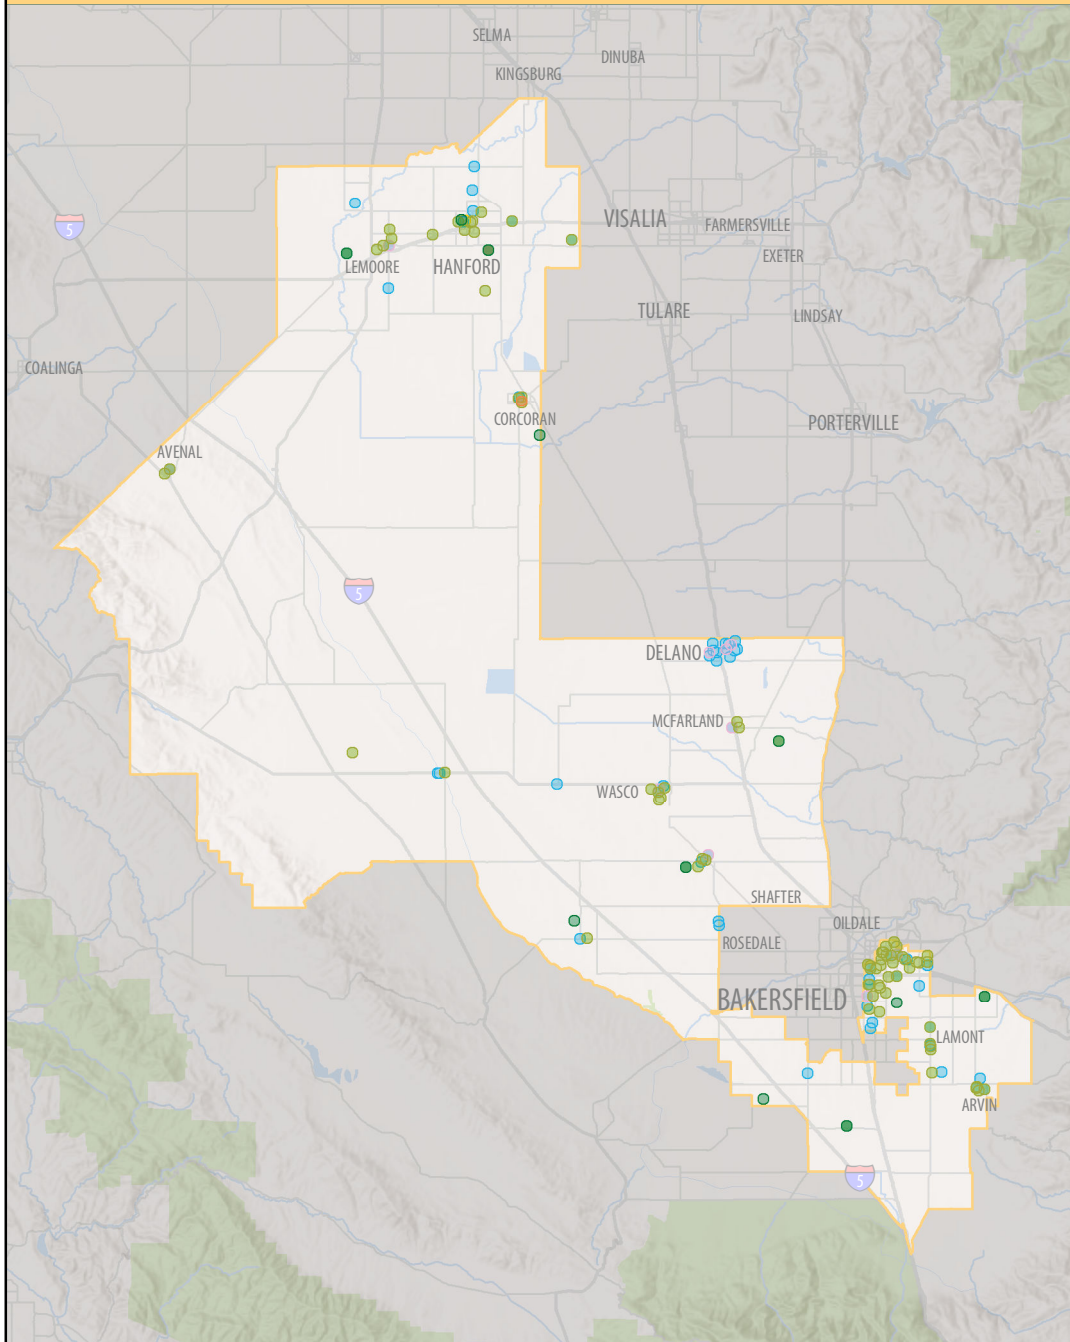 SELMA
DINUBA
KINGSBURG
5
VISALIA
FARMERSVILLE
EXETER
LEMOORE
HANFORD
TULARE
LINDSAY
COALINGA
CORCORAN
PORTERVILLE
AVENAL
5
DELANO
MCFARLAND
WASCO
SHAFTER
OILDALE
ROSEDALE
BAKERSFIELD
LAMONT
ARVIN
5